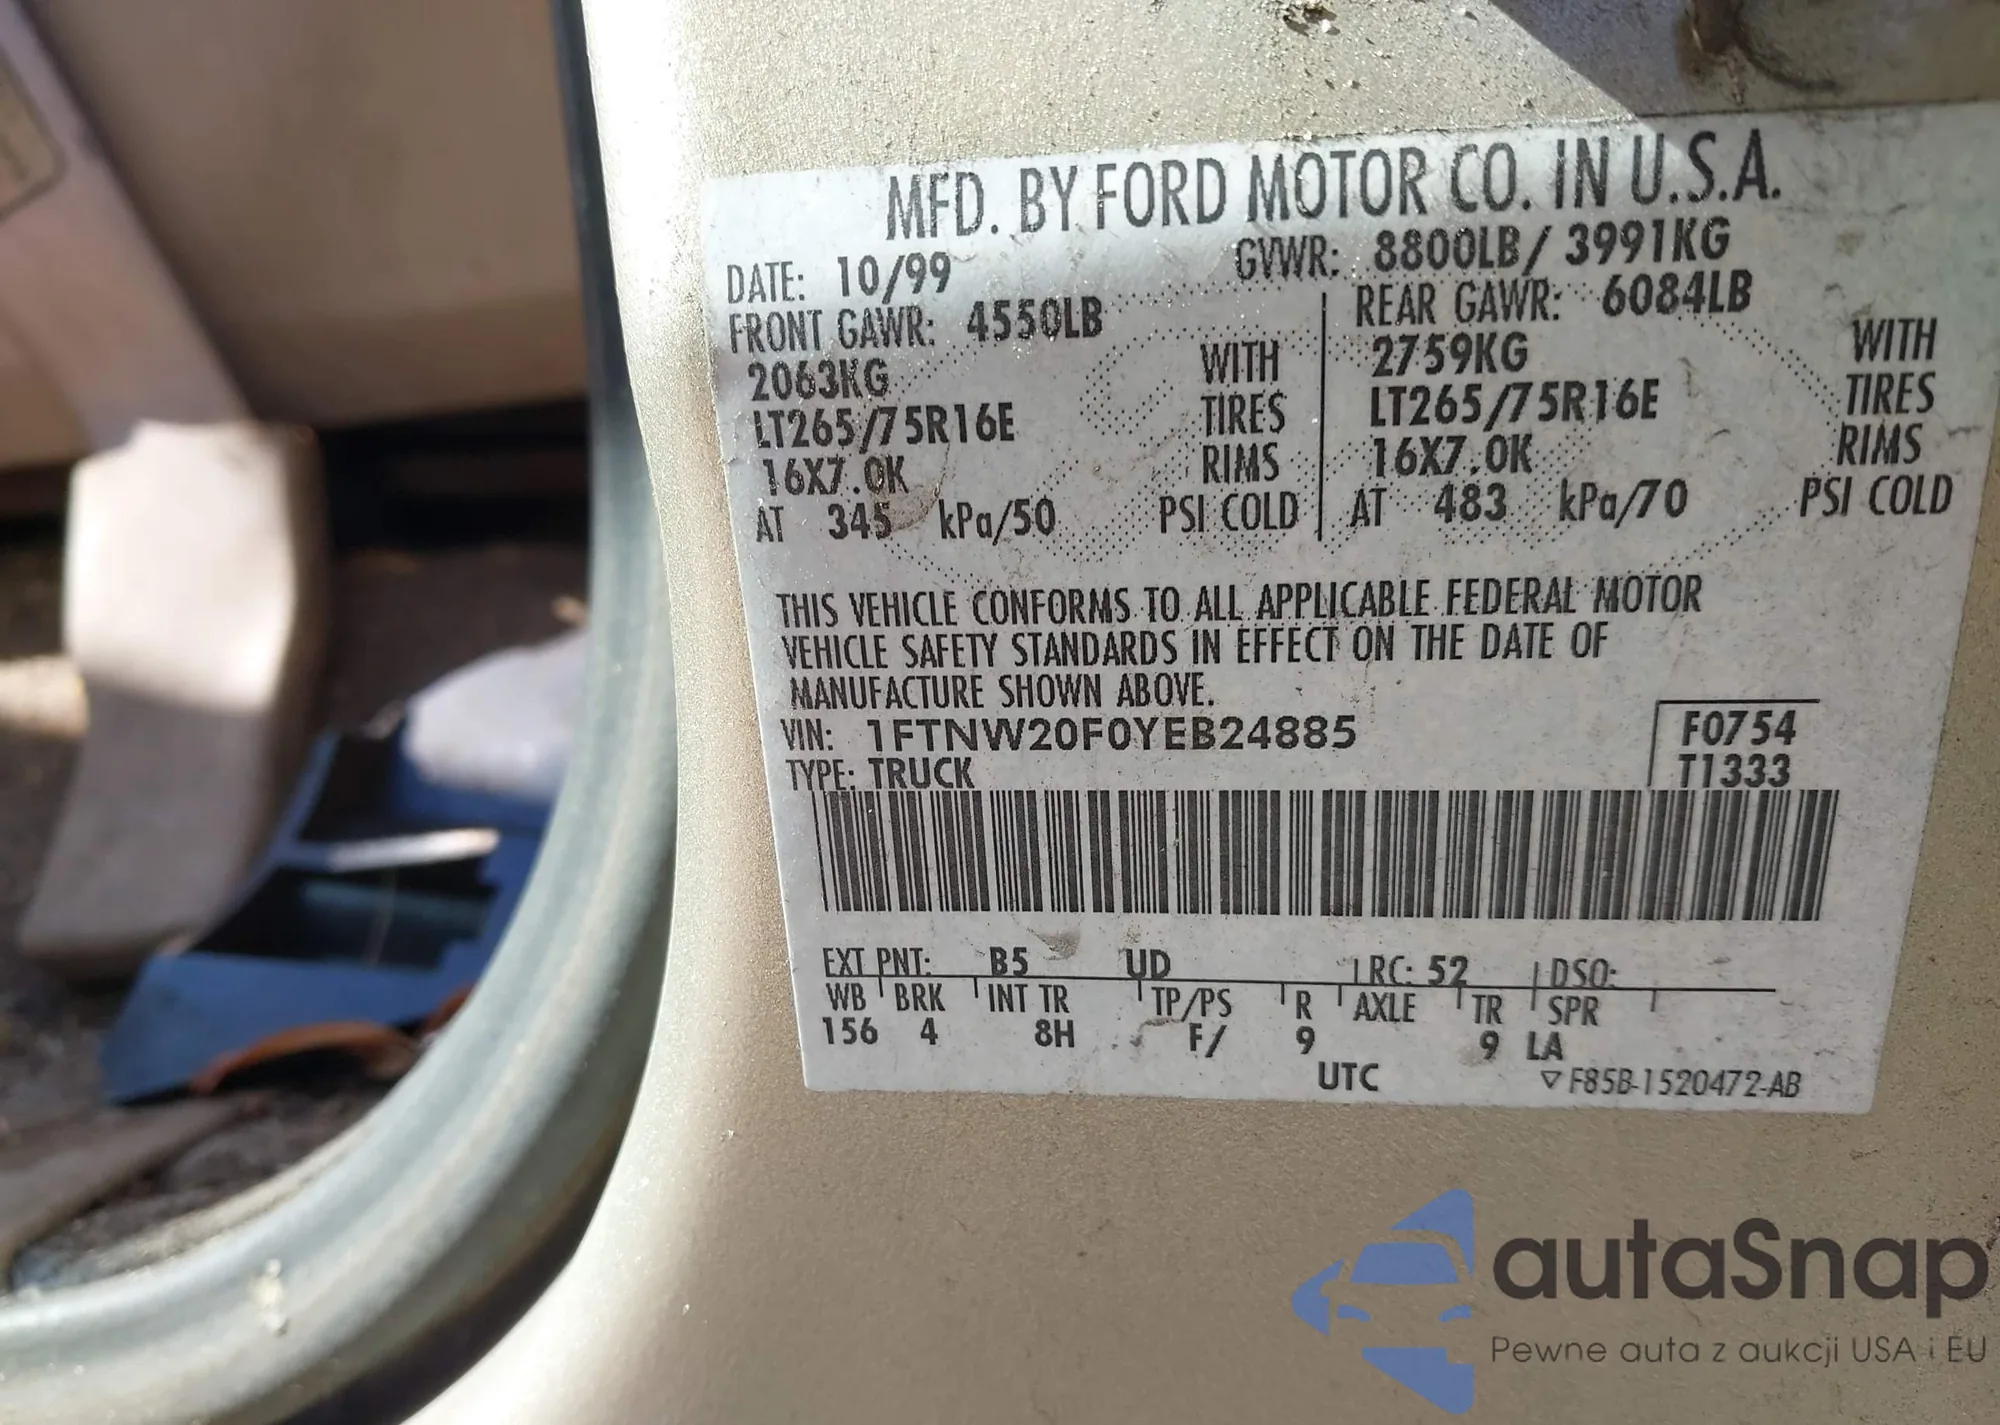 MFD. BY FORD MOTOR CO. IN U.S.A.
DATE: 10/99 GVWR: 8800LB/ 3991KG
FRONT GAWR: 4550LB REAR GAWR: 6084LB
2063KG WITH 2759KG WITH
LT265/75R16E TIRES LT265/75R16E TIRES
16X7.0K RIMS 16X7.0K RIMS
AT 345 kPa/50 PSI COLD AT 483 kPa/70 PSI COLD
THIS VEHICLE CONFORMS TO ALL APPLICABLE FEDERAL MOTOR
VEHICLE SAFETY STANDARDS IN EFFECT ON THE DATE OF
MANUFACTURE SHOWN ABOVE.
VIN: 1FTNW20F0YEB24885 F0754
TYPE: TRUCK T1333
EXT PNT: B5 UD RC: 52 DSO:
WB BRK INT TR TP/PS R AXLE TR SPR
156 4 8H F/ 9 9 LA
UTC ▽ F85B-1520472-AB
autaSnap
Pewne auta z aukcji USA i EU